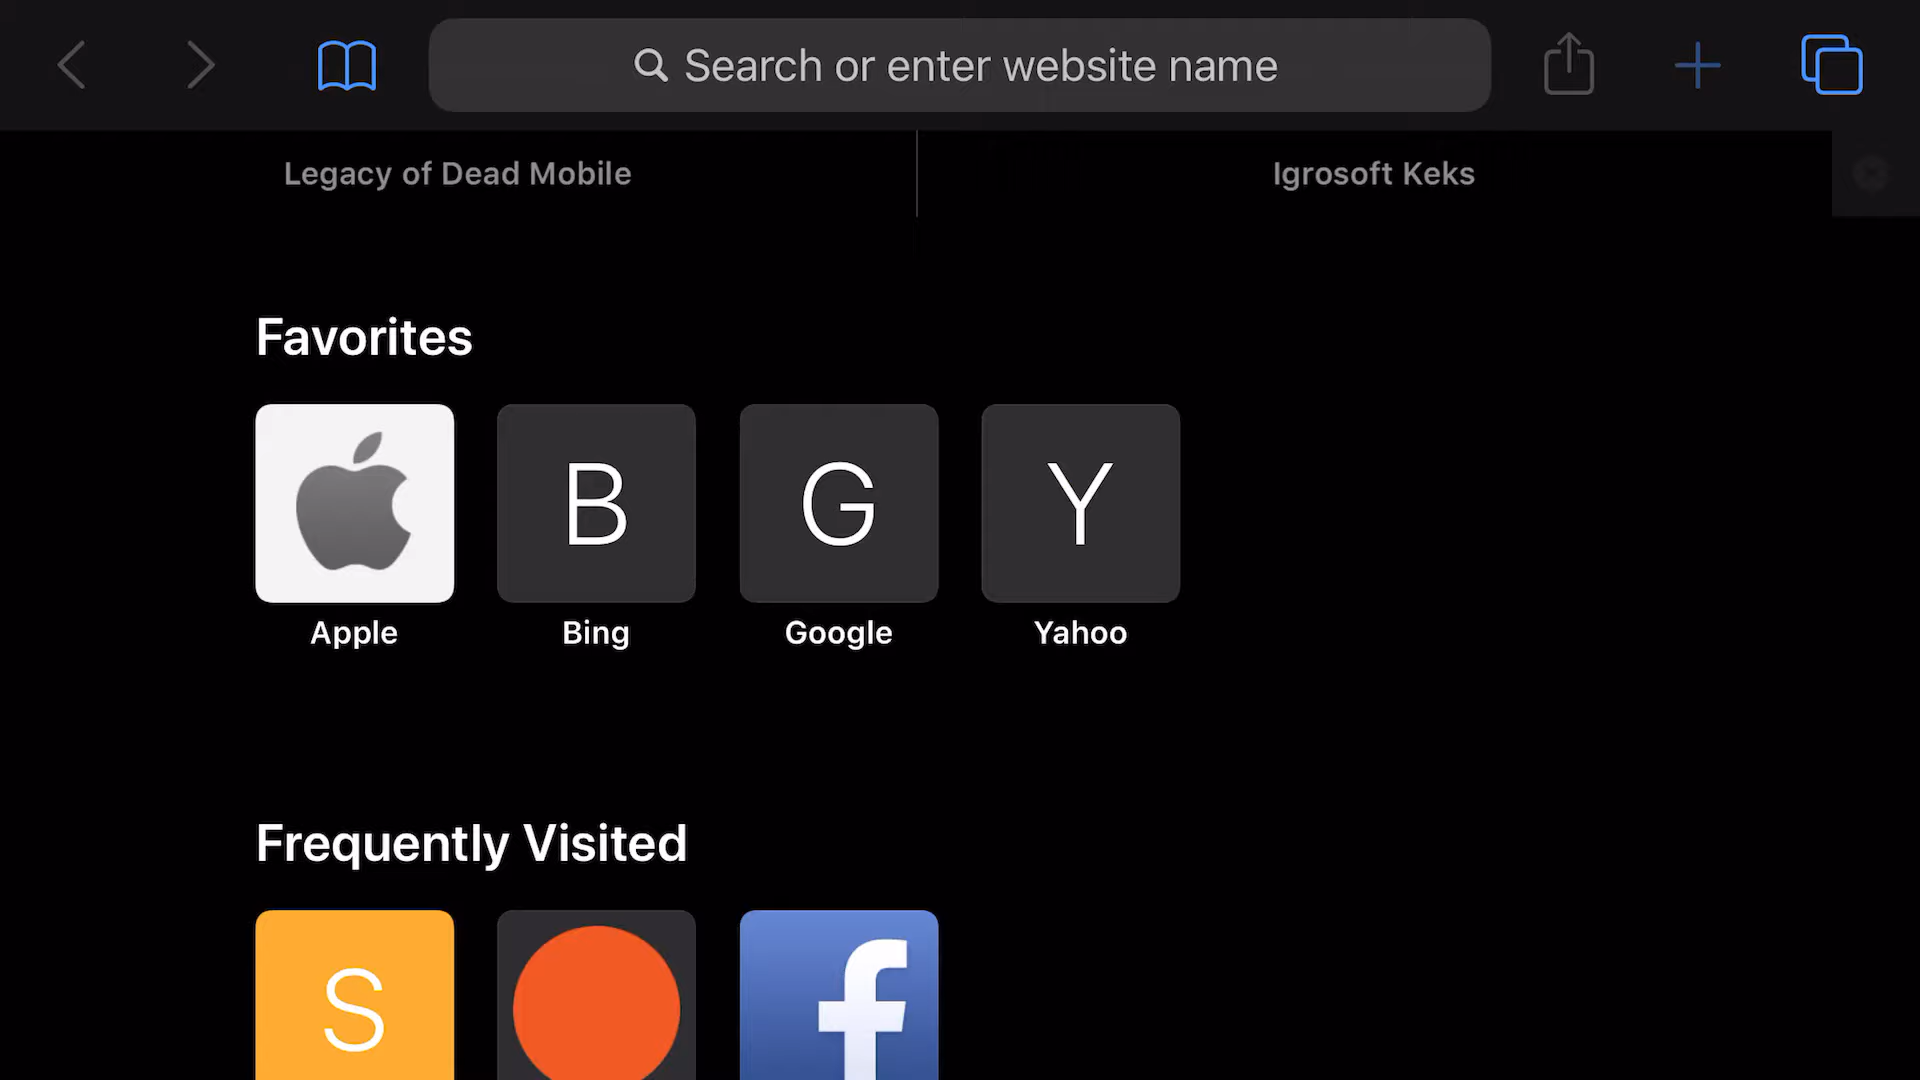 Search or enter website name
Legacy of Dead Mobile
Igrosoft Keks
Favorites
B
G
Y
Apple
Bing
Google
Yahoo
Frequently Visited
S
f